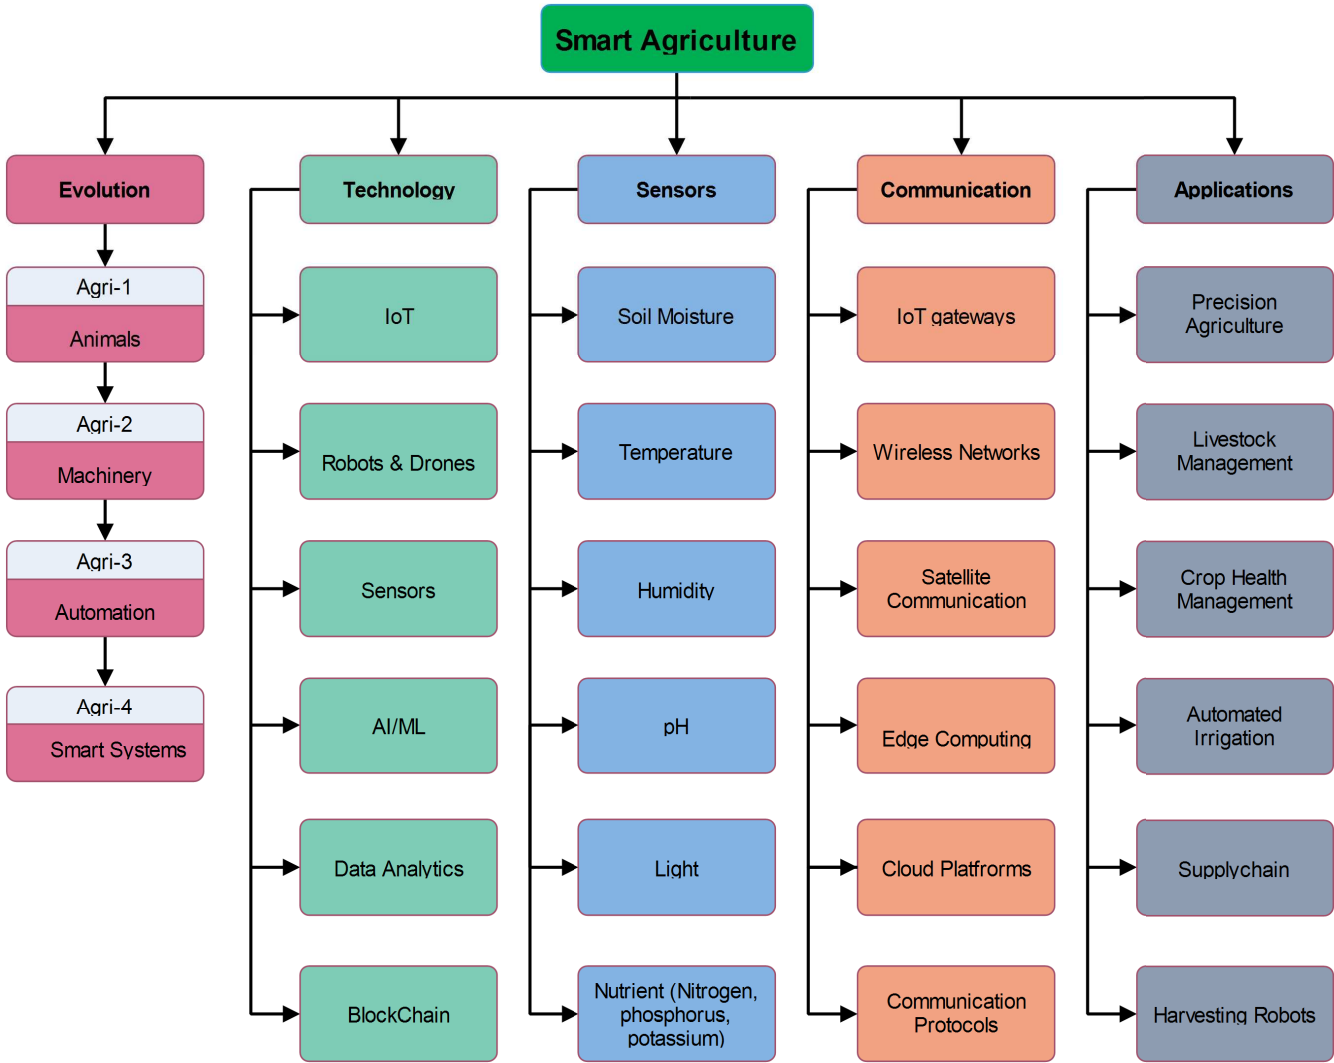 Smart Agriculture
Evolution
Agri-1
Animals
Agri-2
Machinery
Agri-3
Automation
Agri-4
Smart Systems
Technology
IoT
Robots & Drones
Sensors
AI/ML
Data Analytics
BlockChain
Sensors
Soil Moisture
Temperature
Humidity
pH
Light
Nutrient (Nitrogen,
phosphorus,
potassium)
Communication
IoT gateways
Wireless Networks
Satellite
Communication
Edge Computing
Cloud Platfroms
Communication
Protocols
Applications
Precision
Agriculture
Livestock
Management
Crop Health
Management
Automated
Irrigation
Supplychain
Harvesting Robots